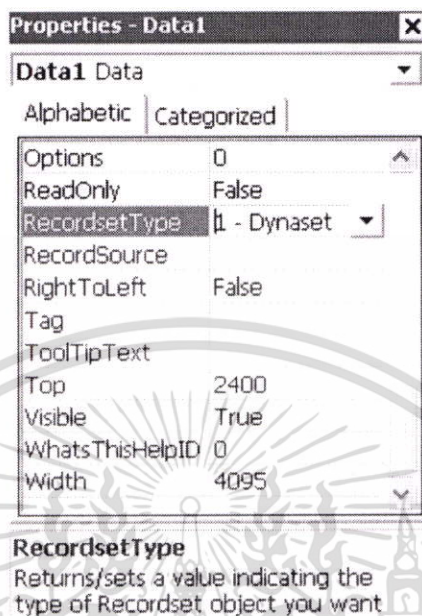 Properties - Data1
Data1 Data
Alphabetic Categorized
Options 0
ReadOnly False
RecordsetType 1 - Dynaset
RecordSource
RightToLeft False
Tag
ToolTipText
Top 2400
Visible True
WhatsThisHelpID 0
Width 4095
RecordsetType
Returns/sets a value indicating the
type of Recordset object you want